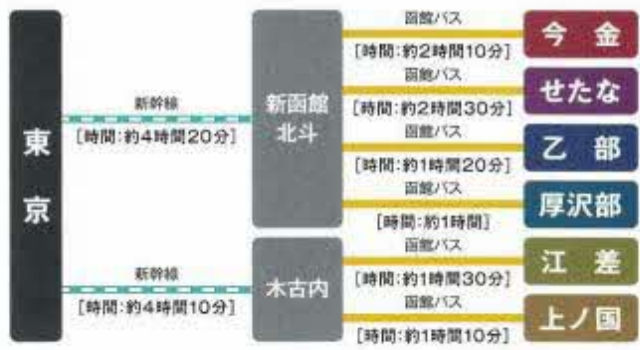 東京
新幹線
[時間:約4時間20分]
新函館
北斗
函館バス
[時間:約2時間10分]
今金
函館バス
[時間:約2時間30分]
せたな
函館バス
[時間:約1時間20分]
乙部
函館バス
[時間:約1時間]
厚沢部
新幹線
[時間:約4時間10分]
木古内
函館バス
[時間:約1時間30分]
江差
函館バス
[時間:約1時間10分]
上ノ国